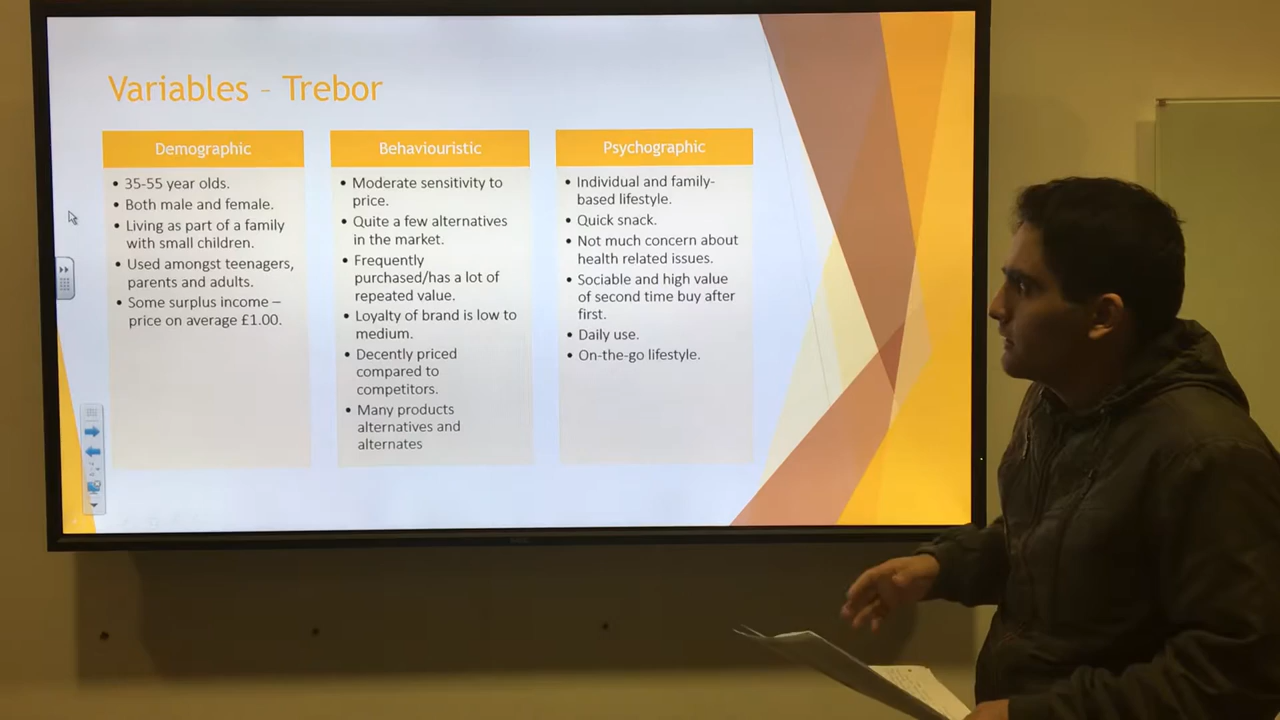 Variables – Trebor
Demographic
• 35-55 year olds.
• Both male and female.
• Living as part of a family
with small children.
• Used amongst teenagers,
parents and adults.
• Some surplus income –
price on average £1.00.
Behaviouristic
• Moderate sensitivity to
price.
• Quite a few alternatives
in the market.
• Frequently
purchased/has a lot of
repeated value.
• Loyalty of brand is low to
medium.
• Decently priced
compared to
competitors.
• Many products
alternatives and
alternates
Psychographic
• Individual and family-
based lifestyle.
• Quick snack.
• Not much concern about
health related issues.
• Sociable and high value
of second time buy after
first.
• Daily use.
• On-the-go lifestyle.